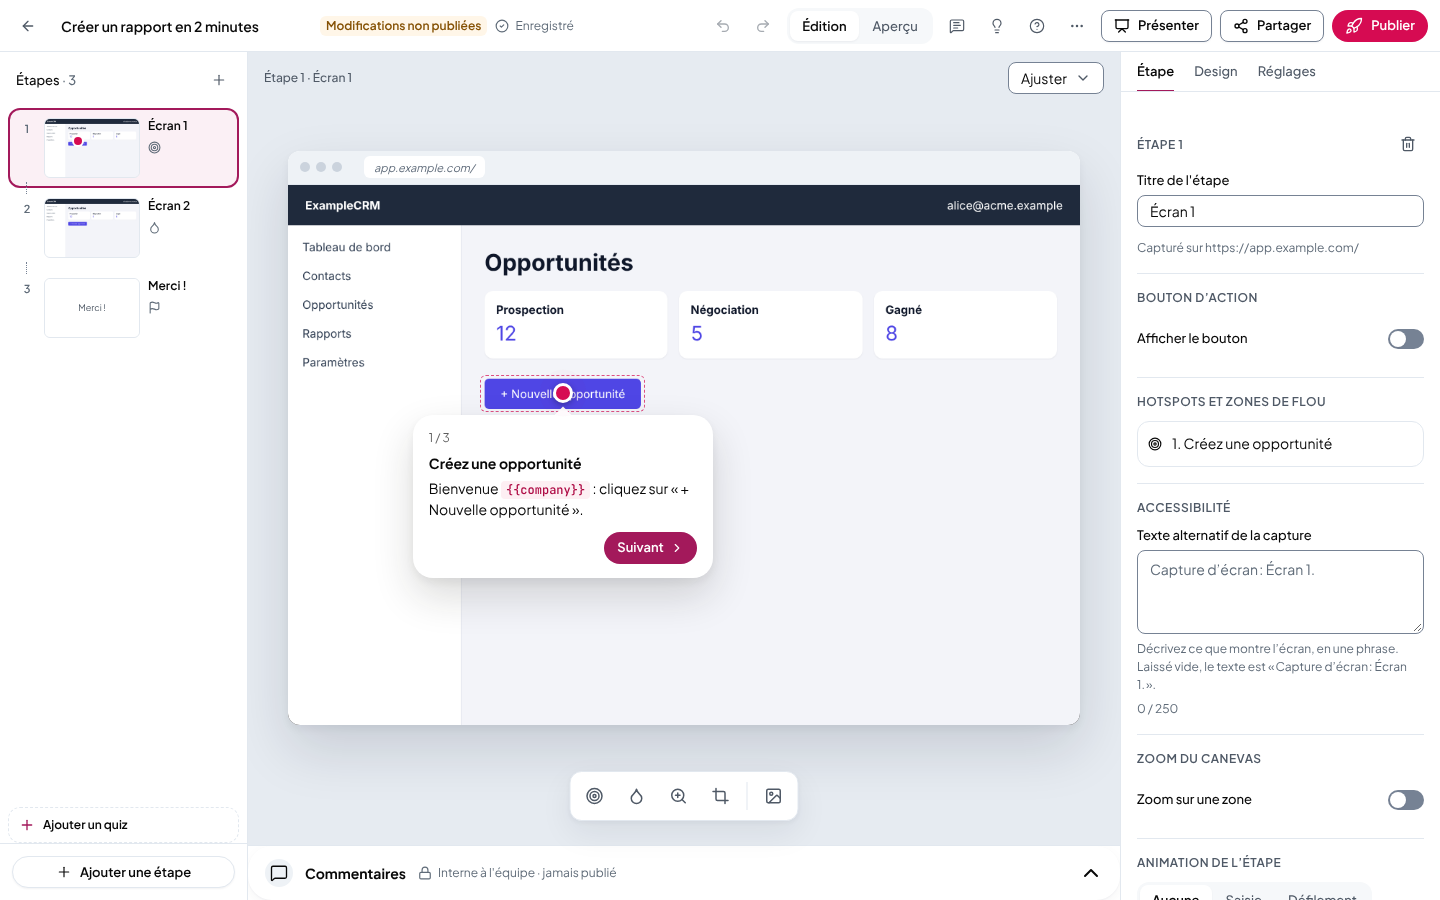 Créer un rapport en 2 minutes
Modifications non publiées
Enregistré
Édition
Aperçu
Présenter
Partager
Publier
Étapes · 3
1
Écran 1
2
Écran 2
3
Merci !
Merci !
Ajouter un quiz
Ajouter une étape
Étape 1 · Écran 1
Ajuster
app.example.com/
ExampleCRM
alice@acme.example
Tableau de bord
Contacts
Opportunités
Rapports
Paramètres
Opportunités
Prospection
12
Négociation
5
Gagné
8
+ Nouvelle opportunité
1 / 3
Créez une opportunité
Bienvenue {{company}} : cliquez sur « +
Nouvelle opportunité ».
Suivant
Commentaires
Interne à l'équipe · jamais publié
Étape
Design
Réglages
ÉTAPE 1
Titre de l'étape
Écran 1
Capturé sur https://app.example.com/
BOUTON D'ACTION
Afficher le bouton
HOTSPOTS ET ZONES DE FLOU
1. Créez une opportunité
ACCESSIBILITÉ
Texte alternatif de la capture
Capture d'écran : Écran 1.
Décrivez ce que montre l'écran, en une phrase.
Laissé vide, le texte est « Capture d'écran : Écran
1. ».
0 / 250
ZOOM DU CANEVAS
Zoom sur une zone
ANIMATION DE L'ÉTAPE
Aucune
Saisie
Défilement